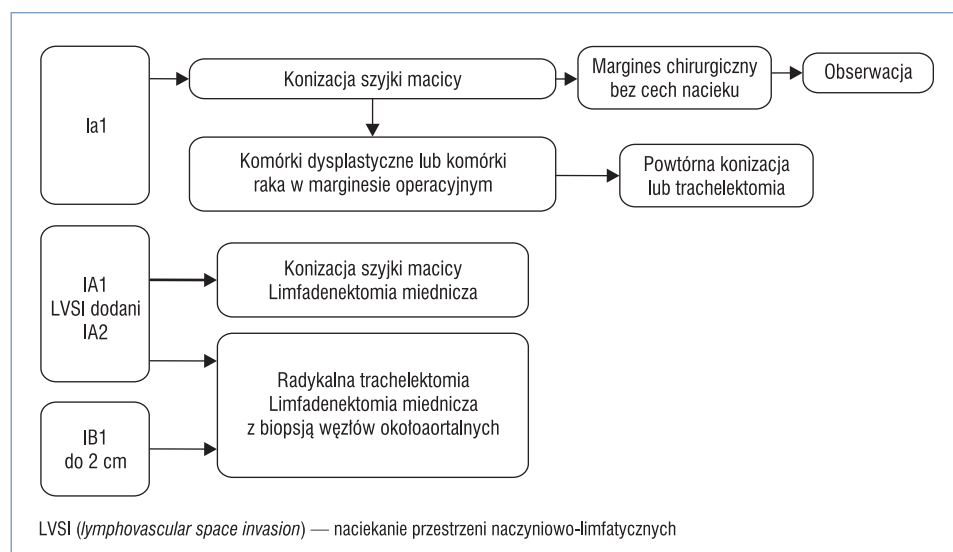 Ia1
Konizacja szyjki macicy
Margines chirurgiczny
bez cech nacieku
Obserwacja
Komórki dysplastyczne lub komórki
raka w marginesie operacyjnym
Powtórna konizacja
lub trachelektomia
IA1
LVSI dodani
IA2
Konizacja szyjki macicy
Limfadenektomia miednicza
Radykalna trachelektomia
Limfadenektomia miednicza
z biopsją węzłów okołoaortalnych
IB1
do 2 cm
LVSI (lymphovascular space invasion) — naciekanie przestrzeni naczyniowo-limfatycznych